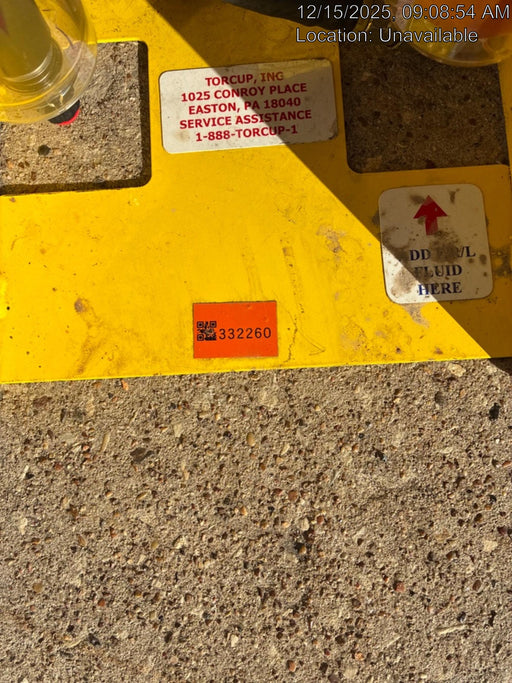 12/15/2025, 09:08:54 AM
Location: Unavailable
TORCUP, INC
1025 CONROY PLACE
EASTON, PA 18040
SERVICE ASSISTANCE
1-888-TORCUP-1
FLUID
HERE
332260